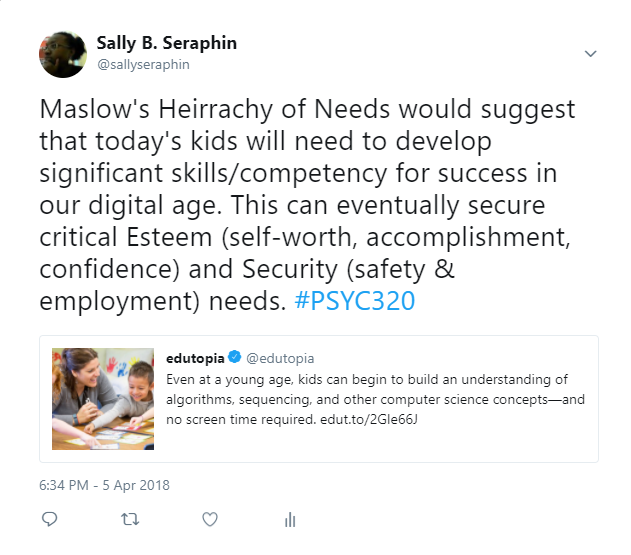 Sally B. Seraphin
@sallyseraphin
Maslow's Heirrachy of Needs would suggest
that today's kids will need to develop
significant skills/competency for success in
our digital age. This can eventually secure
critical Esteem (self-worth, accomplishment,
confidence) and Security (safety &
employment) needs. #PSYC320
edutopia @edutopia
Even at a young age, kids can begin to build an understanding of
algorithms, sequencing, and other computer science concepts—and
no screen time required. edut.to/2Gle66J
6:34 PM - 5 Apr 2018